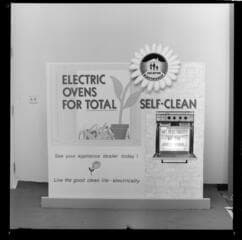 ELECTRIC
OVENS
FOR TOTAL
SELF-CLEAN
See your Appliance dealer today!
Live the good clean life-electrically